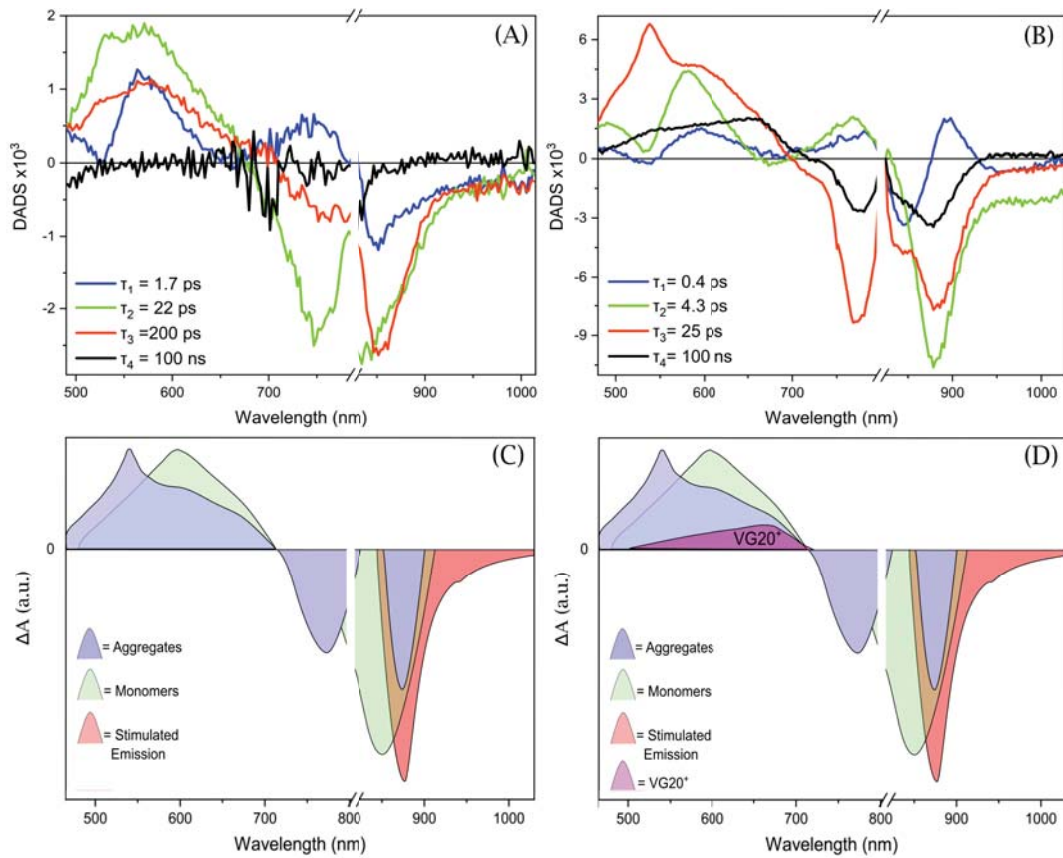 (A)
DADS x10³
2
1
0
-1
-2
τ₁ = 1.7 ps
τ₂ = 22 ps
τ₃ =200 ps
τ₄ = 100 ns
500 600 700 800 850 900 1000
Wavelength (nm)
(B)
DADS x10³
6
3
0
-3
-6
-9
τ₁= 0.4 ps
τ₂= 4.3 ps
τ₃= 25 ps
τ₄= 100 ns
500 600 700 800 900 1000
Wavelength (nm)
(C)
ΔA (a.u.)
0
= Aggregates
= Monomers
= Stimulated
Emission
500 600 700 800 850 900 1000
Wavelength (nm)
(D)
ΔA (a.u.)
0
VG20⁺
= Aggregates
= Monomers
= Stimulated
Emission
= VG20⁺
500 600 700 800 850 900 1000
Wavelength (nm)